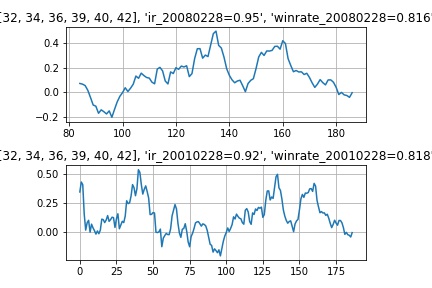 [32, 34, 36, 39, 40, 42], 'ir_20080228=0.95', 'winrate_20080228=0.816'
0.4
0.2
0.0
−0.2
80 100 120 140 160 180
[32, 34, 36, 39, 40, 42], 'ir_20010228=0.92', 'winrate_20010228=0.818'
0.50
0.25
0.00
0 25 50 75 100 125 150 175